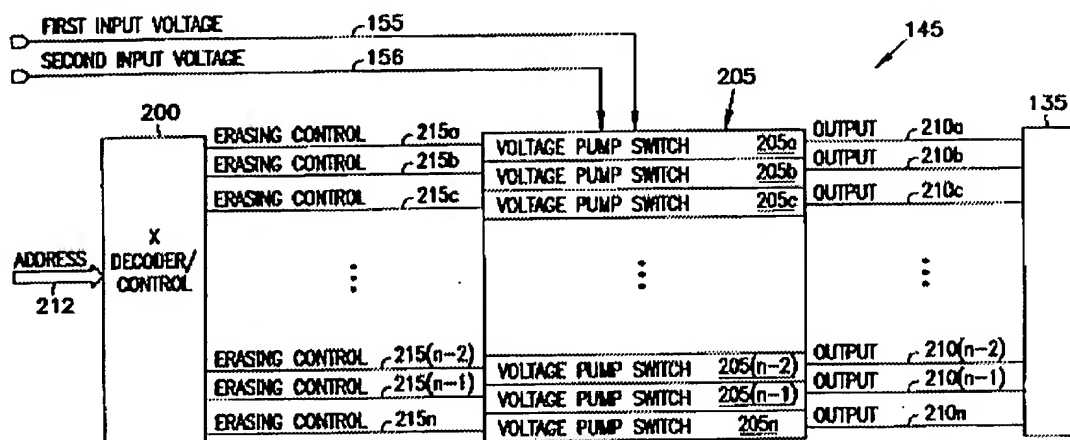 FIRST INPUT VOLTAGE 155
SECOND INPUT VOLTAGE 156
145
200
205
135
ERASING CONTROL 215a VOLTAGE PUMP SWITCH 205a OUTPUT 210a
ERASING CONTROL 215b VOLTAGE PUMP SWITCH 205b OUTPUT 210b
ERASING CONTROL 215c VOLTAGE PUMP SWITCH 205c OUTPUT 210c
ADDRESS
212
X
DECODER/
CONTROL
ERASING CONTROL 215(n-2) VOLTAGE PUMP SWITCH 205(n-2) OUTPUT 210(n-2)
ERASING CONTROL 215(n-1) VOLTAGE PUMP SWITCH 205(n-1) OUTPUT 210(n-1)
ERASING CONTROL 215n VOLTAGE PUMP SWITCH 205n OUTPUT 210n